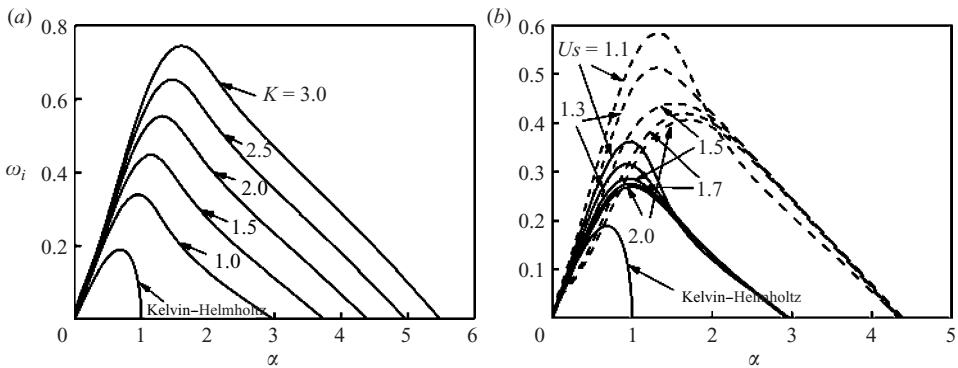 (a)
0.8
0.6
0.4
0.2
ωi
K = 3.0
2.5
2.0
1.5
1.0
Kelvin–Helmholtz
0 1 2 3 4 5 6
α
(b)
0.6
0.5
0.4
0.3
0.2
0.1
Us = 1.1
1.3
1.5
1.7
2.0
Kelvin–Helmholtz
0 1 2 3 4 5
α